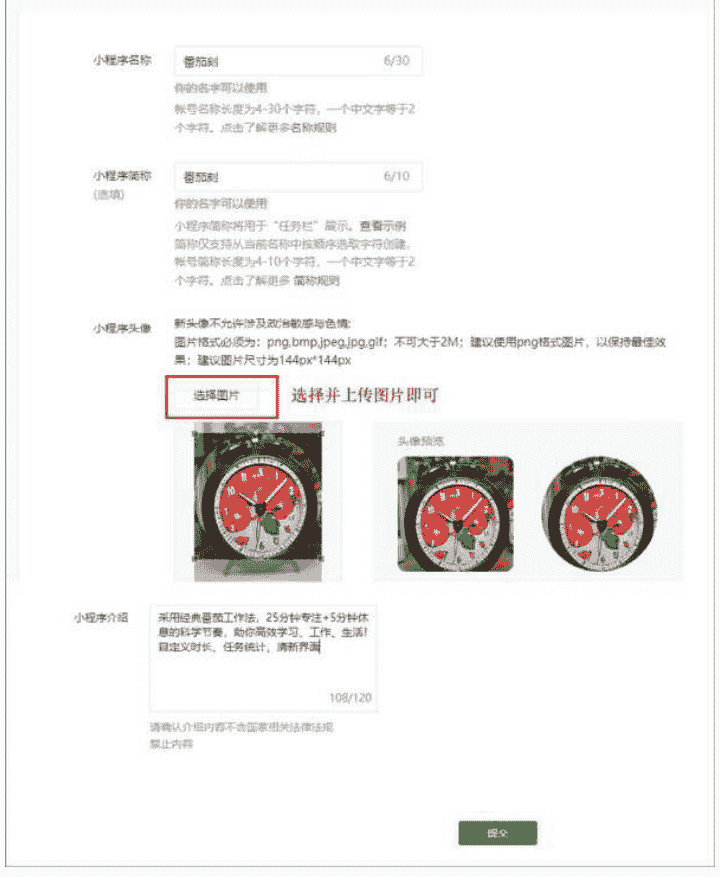 小程序名称
番茄刻
6/30
你的名字可以使用
帐号名称长度为4-30个字符，一个中文字等于2
个字符。点击了解更多名称规则
小程序简称
(选填)
番茄刻
6/10
你的名字可以使用
小程序简称将用于“任务栏”展示。查看示例
简称仅支持从当前名称中按顺序选取字符创建，
帐号简称长度为4-10个字符，一个中文字等于2
个字符。点击了解更多 简称规则
小程序头像
新头像不允许涉及政治敏感与色情;
图片格式必须为：png,bmp,jpeg,jpg,gif；不可大于2M；建议使用png格式图片，以保持最佳效
果；建议图片尺寸为144px*144px
选择图片
选择并上传图片即可
头像预览
小程序介绍
采用经典番茄工作法，25分钟专注+5分钟休
息的科学节奏，助你高效学习、工作、生活!
自定义时长、任务统计，清新界面
108/120
请确认介绍内容不含国家相关法律法规
禁止内容
提交